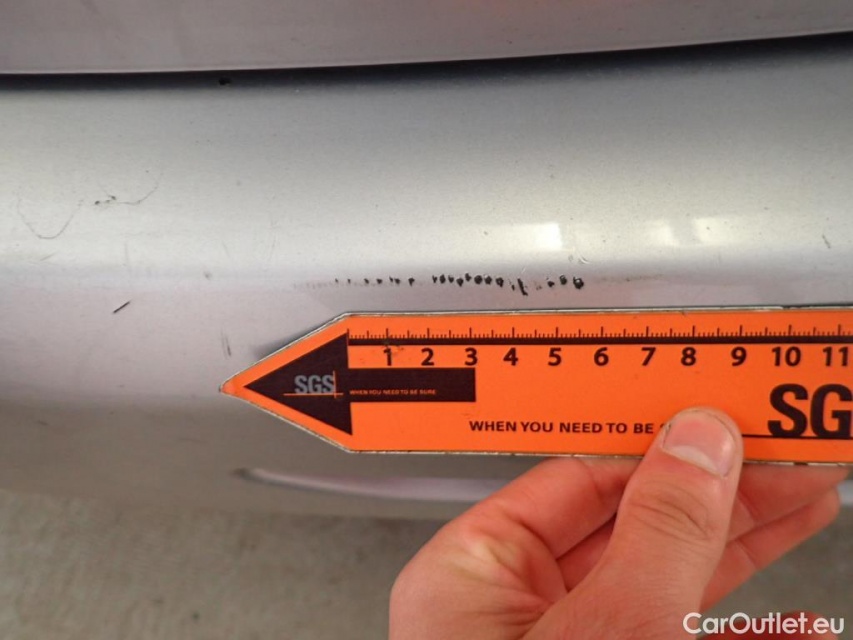 1 2 3 4 5 6 7 8 9 10 11
SGS WHEN YOU NEED TO BE SURE
SG
WHEN YOU NEED TO BE
CarOutlet.eu